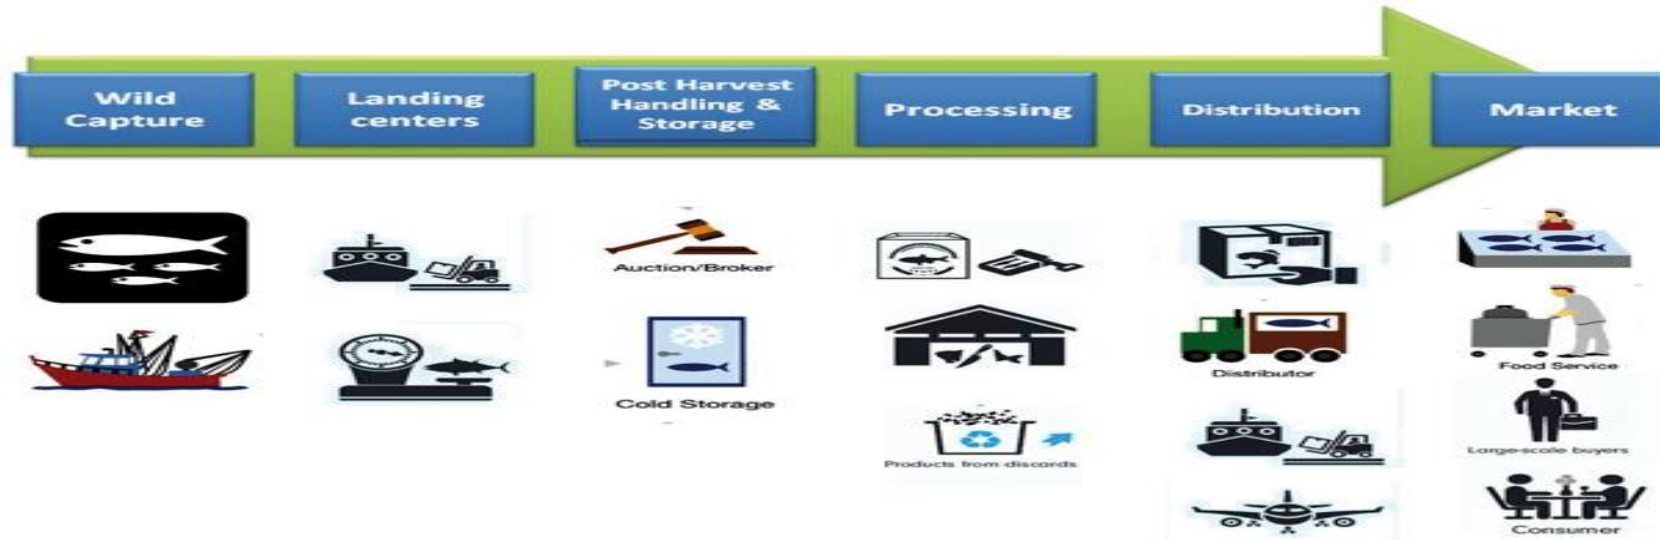 Wild
Capture
Landing
centers
Post Harvest
Handling &
Storage
Processing
Distribution
Market
Auction/Broker
Cold Storage
Products from discards
Distributor
Food Service
Large-scale buyers
Consumer